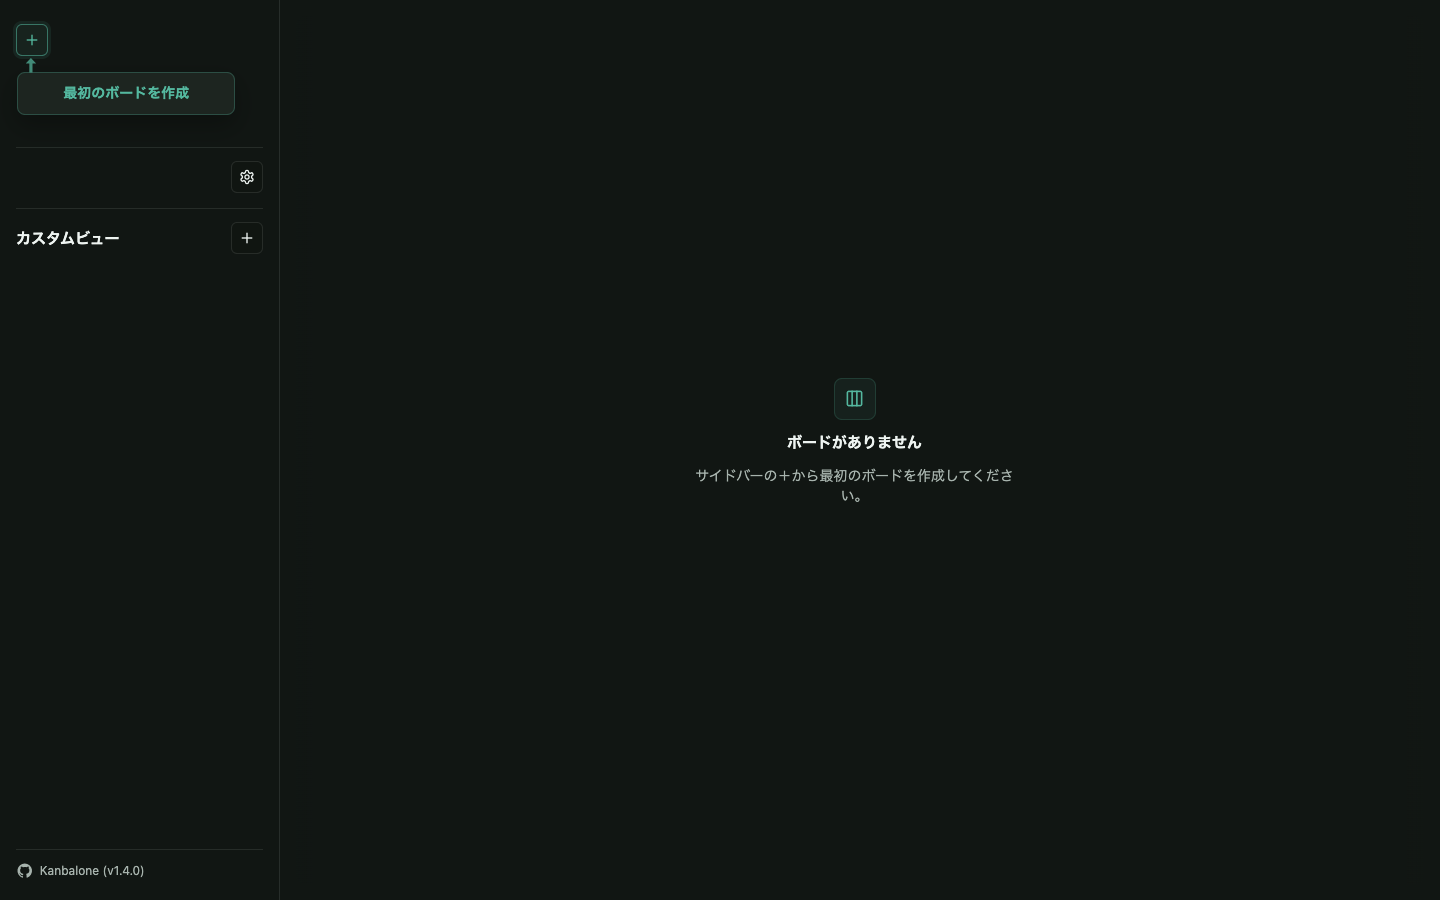 最初のボードを作成
カスタムビュー
ボードがありません
サイドバーの＋から最初のボードを作成してくださ
い。
Kanbalone (v1.4.0)